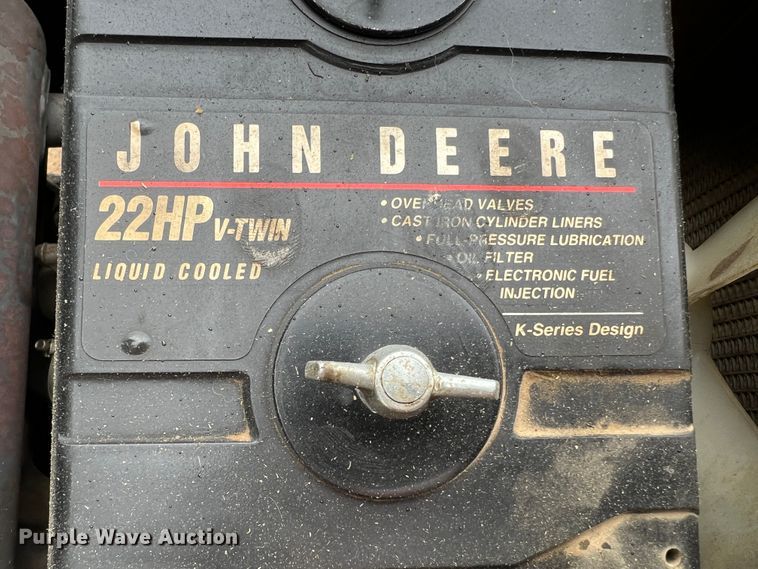 JOHN DEERE
22HP V-TWIN
LIQUID COOLED
• OVERHEAD VALVES
• CAST IRON CYLINDER LINERS
• FULL-PRESSURE LUBRICATION
• OIL FILTER
• ELECTRONIC FUEL
INJECTION
K-Series Design
Purple Wave Auction